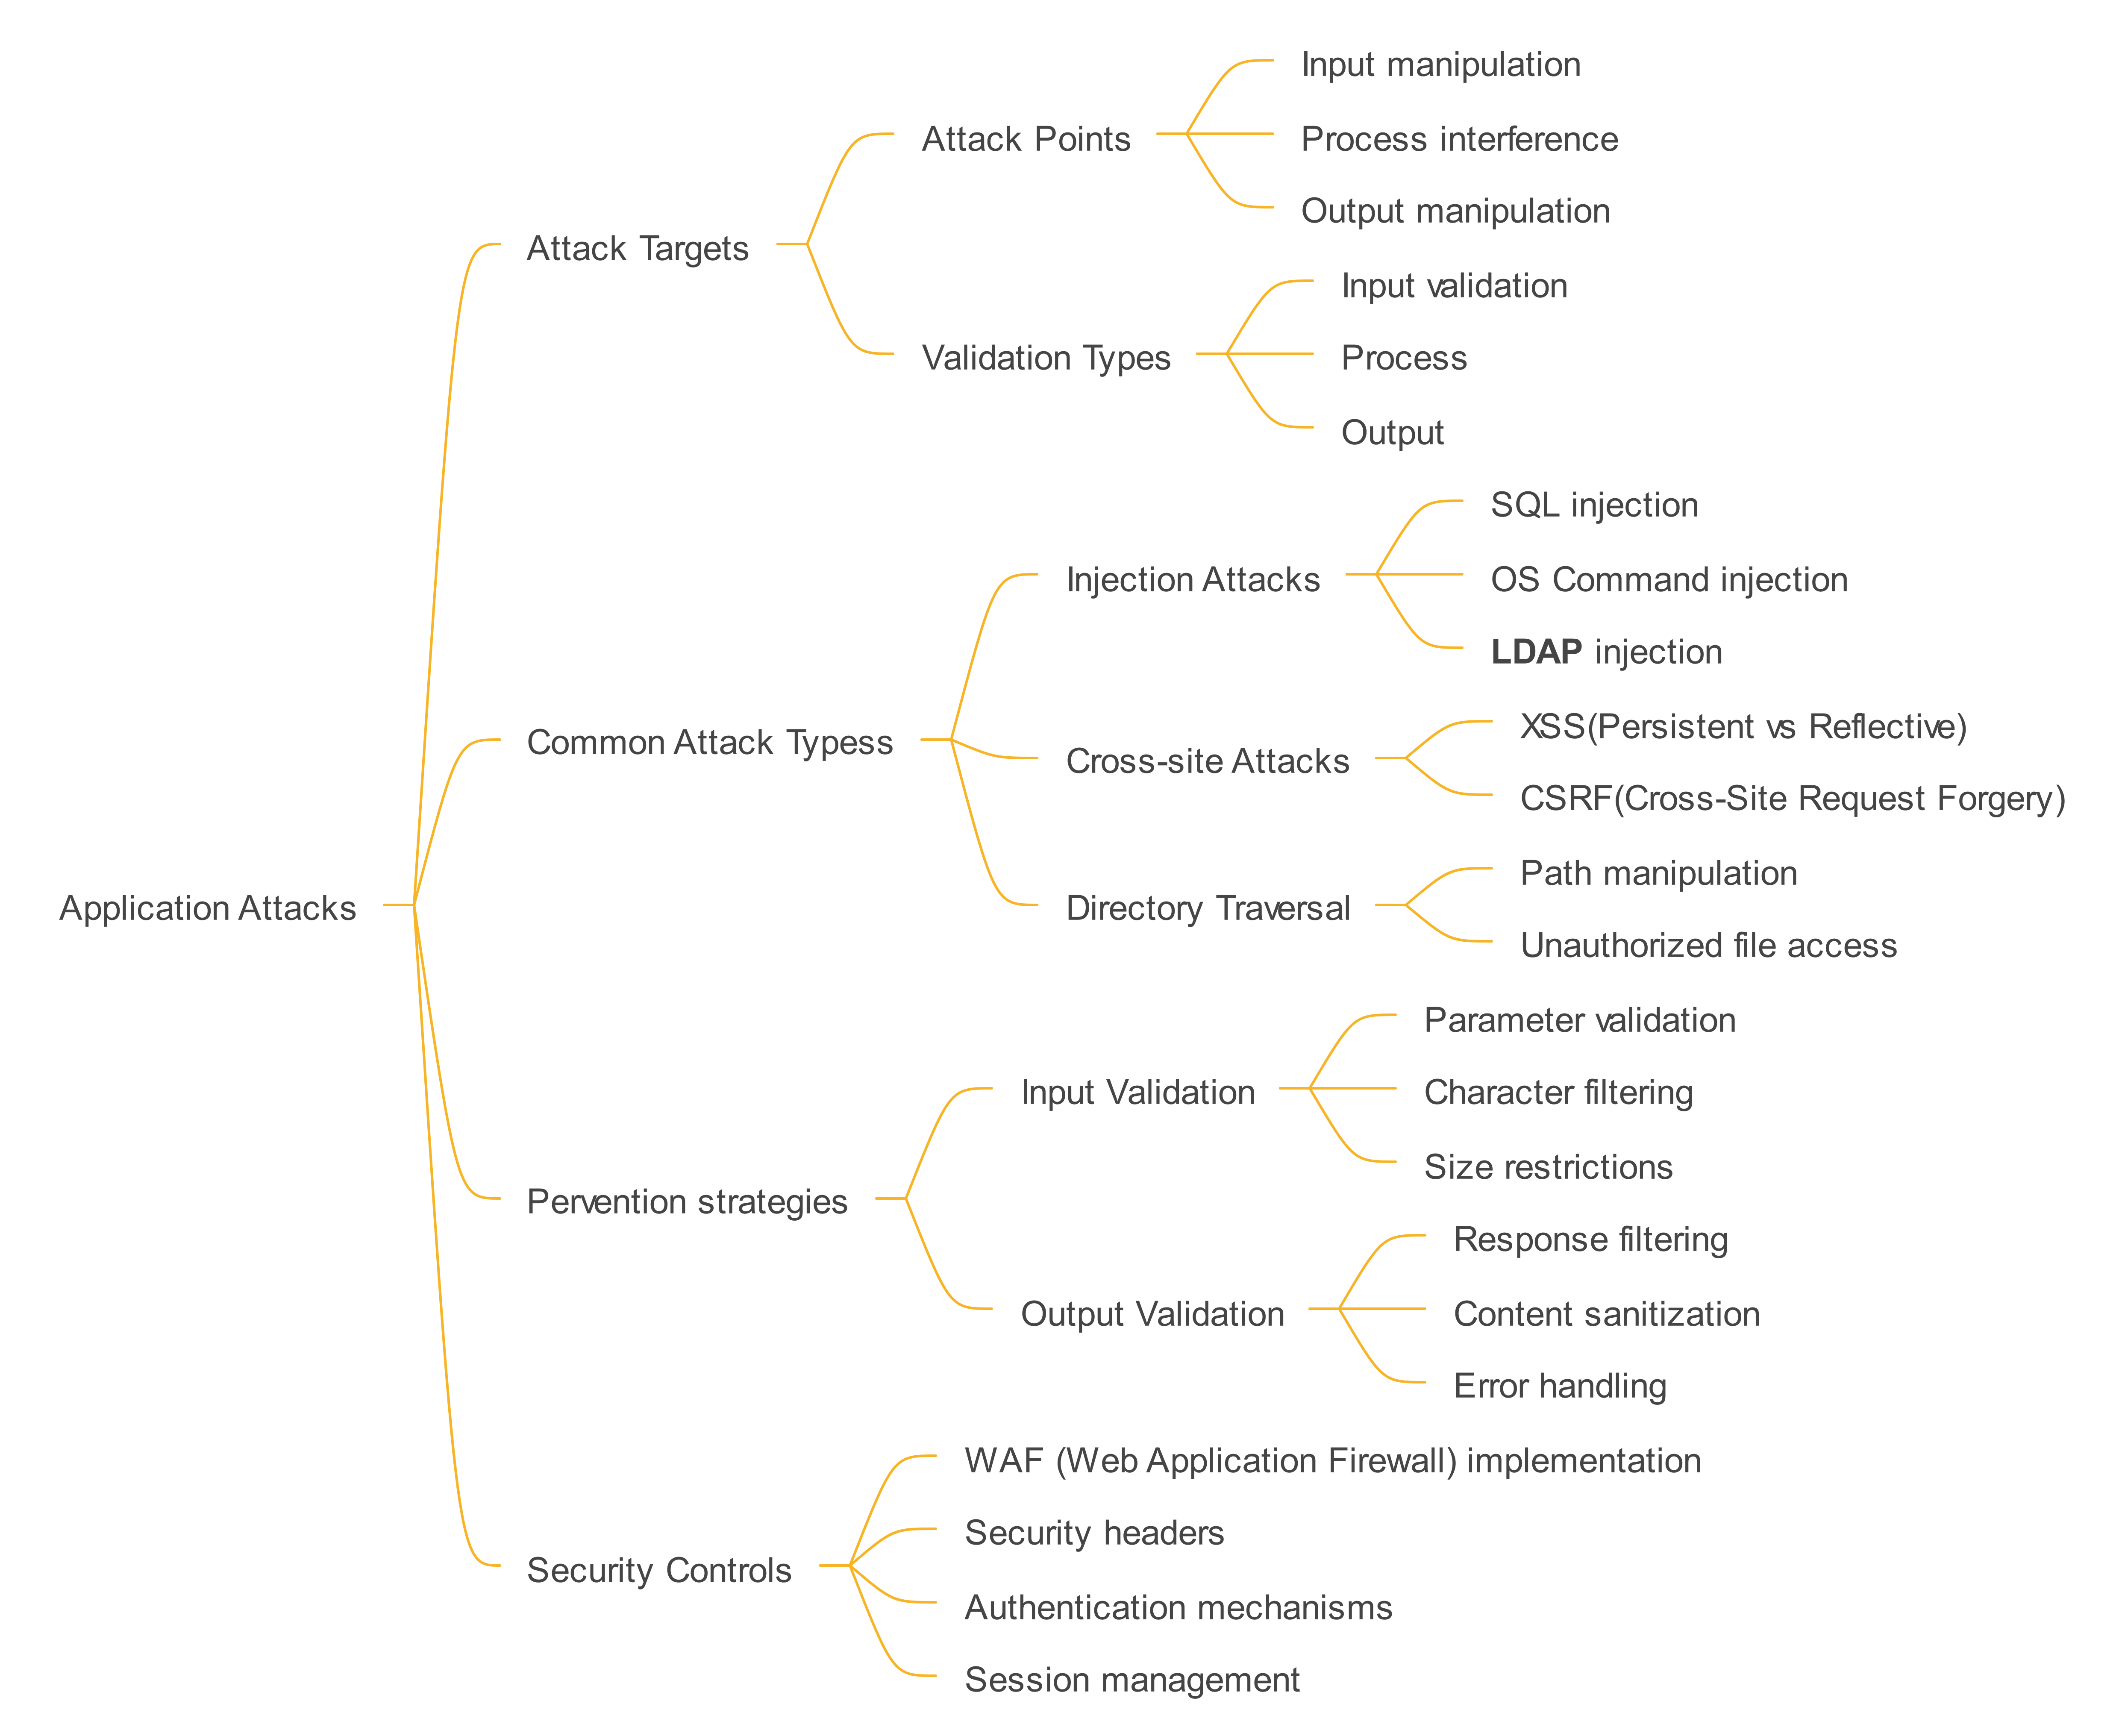 Application Attacks
Attack Targets
Attack Points
Input manipulation
Process interference
Output manipulation
Validation Types
Input validation
Process
Output
Common Attack Typess
Injection Attacks
SQL injection
OS Command injection
LDAP injection
Cross-site Attacks
XSS(Persistent vs Reflective)
CSRF(Cross-Site Request Forgery)
Directory Traversal
Path manipulation
Unauthorized file access
Pervention strategies
Input Validation
Parameter validation
Character filtering
Size restrictions
Output Validation
Response filtering
Content sanitization
Error handling
Security Controls
WAF (Web Application Firewall) implementation
Security headers
Authentication mechanisms
Session management